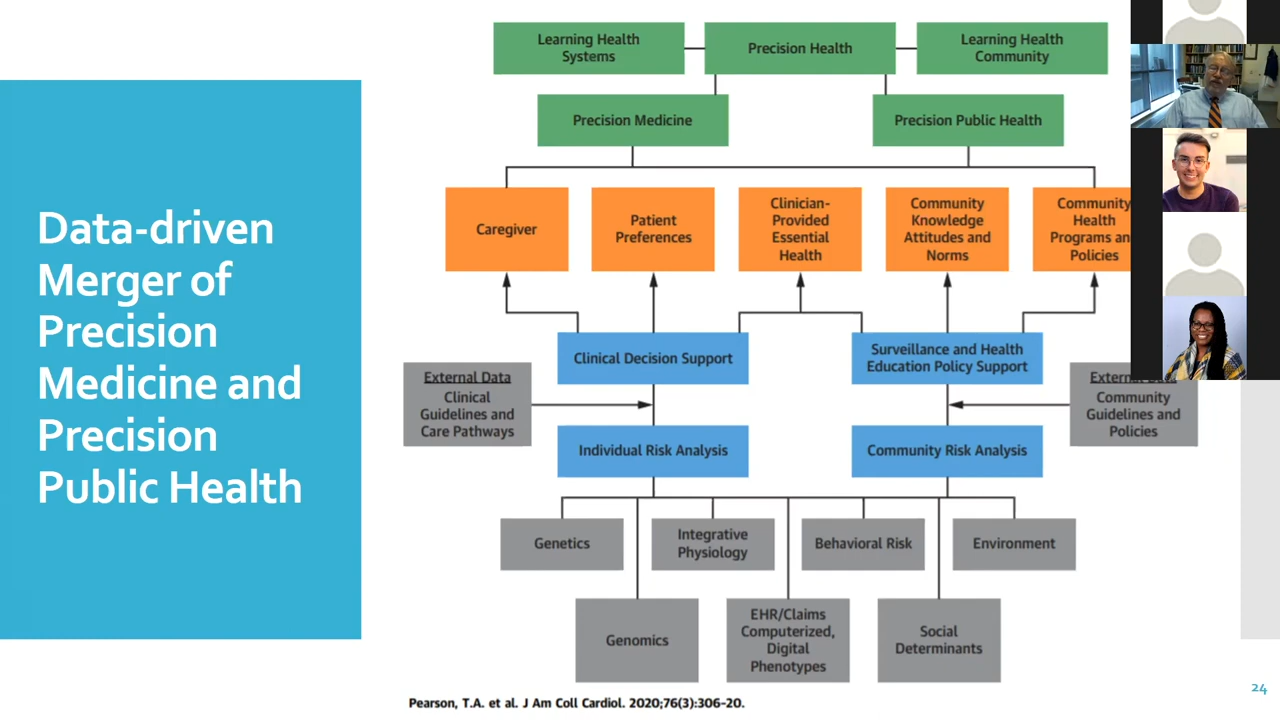 Data-driven
Merger of
Precision
Medicine and
Precision
Public Health
Learning Health
Systems
Precision Health
Learning Health
Community
Precision Medicine
Precision Public Health
Caregiver
Patient
Preferences
Clinician-
Provided
Essential
Health
Community
Knowledge
Attitudes and
Norms
Community
Health
Programs an
Policies
Clinical Decision Support
Surveillance and Health
Education Policy Support
External Data
Clinical
Guidelines and
Care Pathways
Community
Guidelines and
Policies
Individual Risk Analysis
Community Risk Analysis
Genetics
Integrative
Physiology
Behavioral Risk
Environment
Genomics
EHR/Claims
Computerized,
Digital
Phenotypes
Social
Determinants
Pearson, T.A. et al. J Am Coll Cardiol. 2020;76(3):306-20.
24